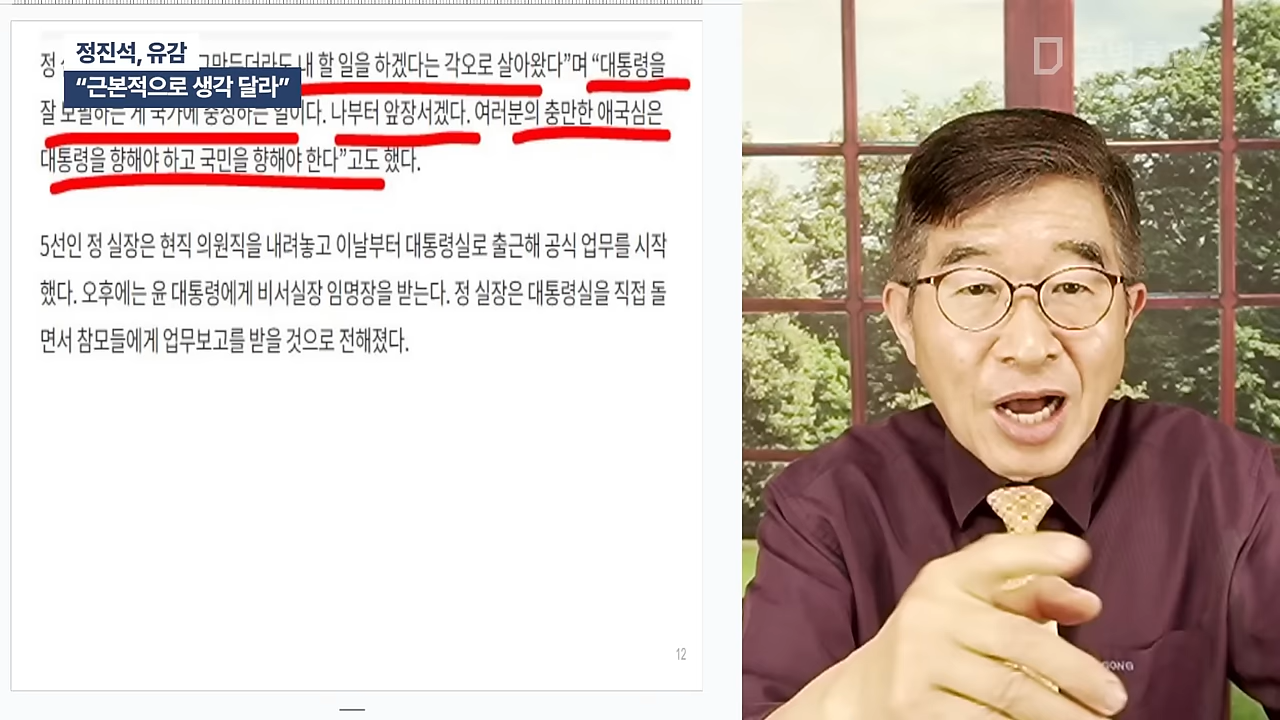 정진석, 유감
“근본적으로 생각 달라”
내 할 일을 하겠다는 각오로 살아왔다”며 “대통령을
잘 보필하는 게 국가에 충성하는 일이다. 나부터 앞장서겠다. 여러분의 충만한 애국심은
대통령을 향해야 하고 국민을 향해야 한다”고도 했다.
5선인 정 실장은 현직 의원직을 내려놓고 이날부터 대통령실로 출근해 공식 업무를 시작
했다. 오후에는 윤 대통령에게 비서실장 임명장을 받는다. 정 실장은 대통령실을 직접 돌
면서 참모들에게 업무보고를 받을 것으로 전해졌다.
12